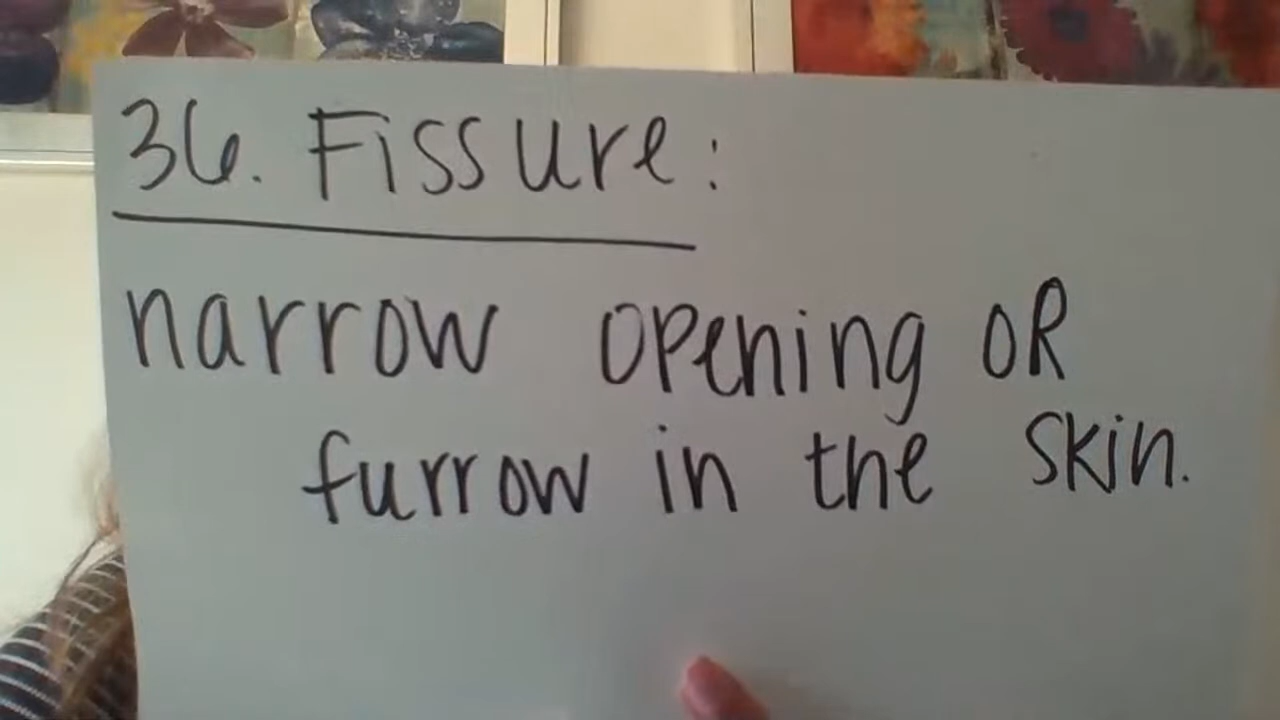 36. Fissure:
narrow opening OR
furrow in the skin.